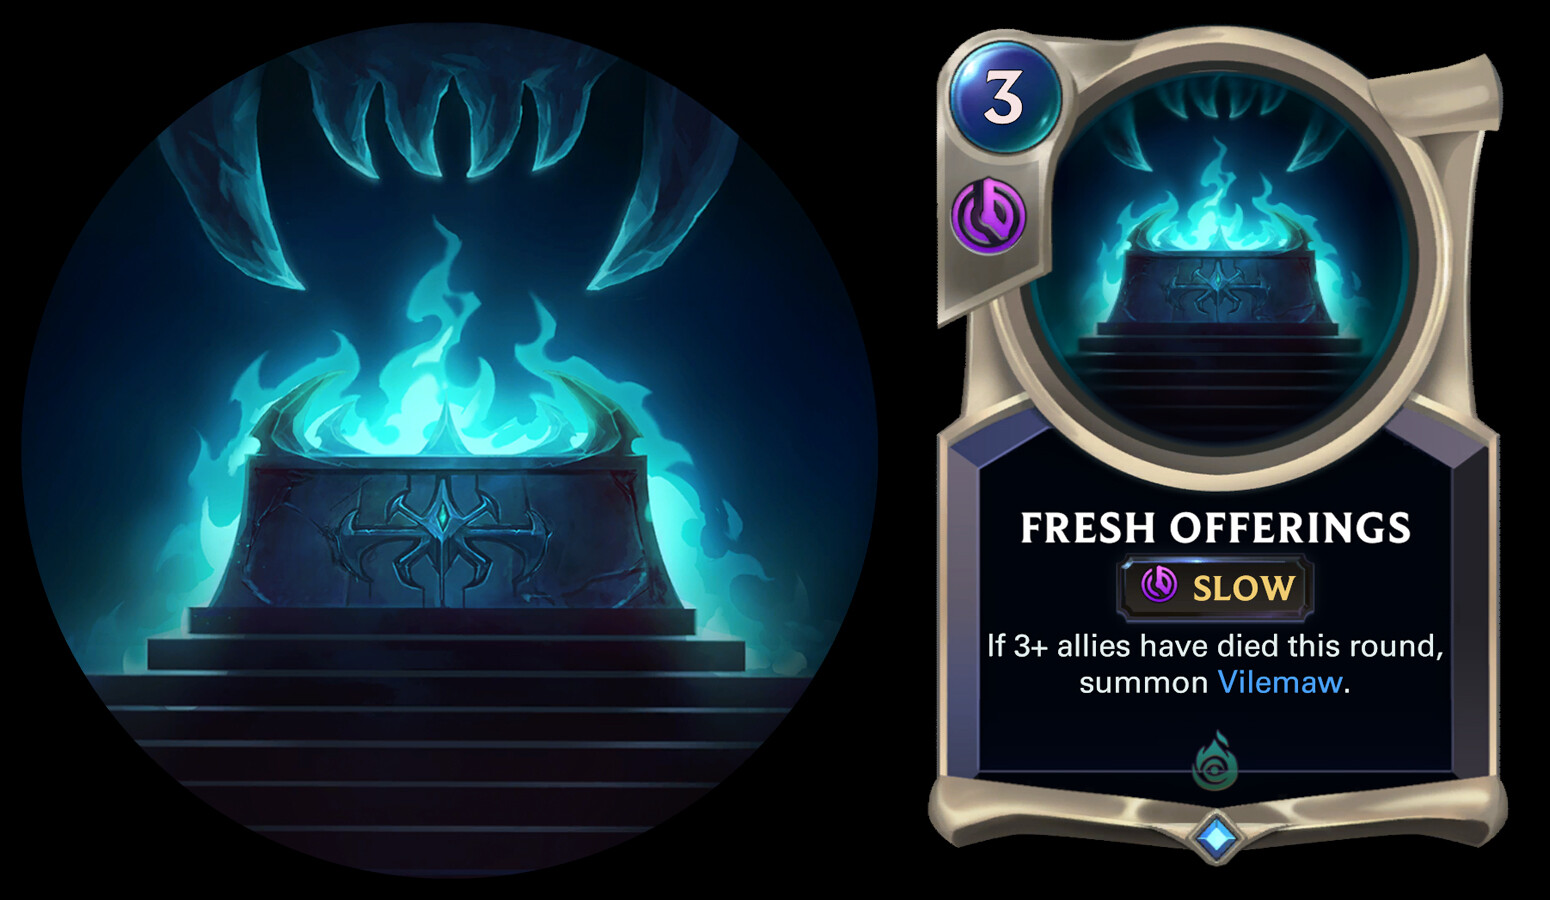 3
FRESH OFFERINGS
SLOW
If 3+ allies have died this round,
summon Vilemaw.